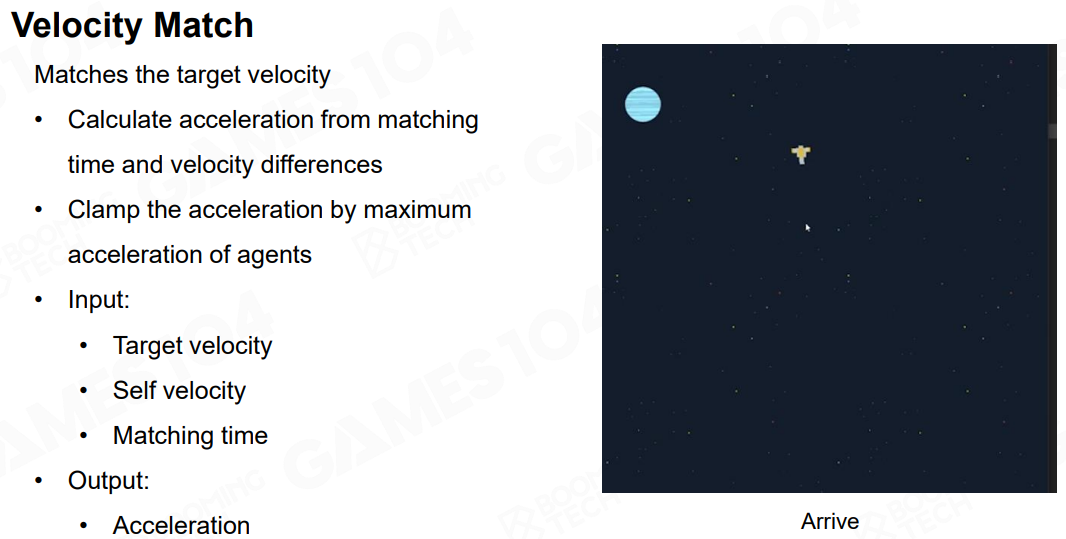 Velocity Match
Matches the target velocity
• Calculate acceleration from matching
time and velocity differences
• Clamp the acceleration by maximum
acceleration of agents
• Input:
• Target velocity
• Self velocity
• Matching time
• Output:
• Acceleration
Arrive
GAMES104
BOOMING
TECH